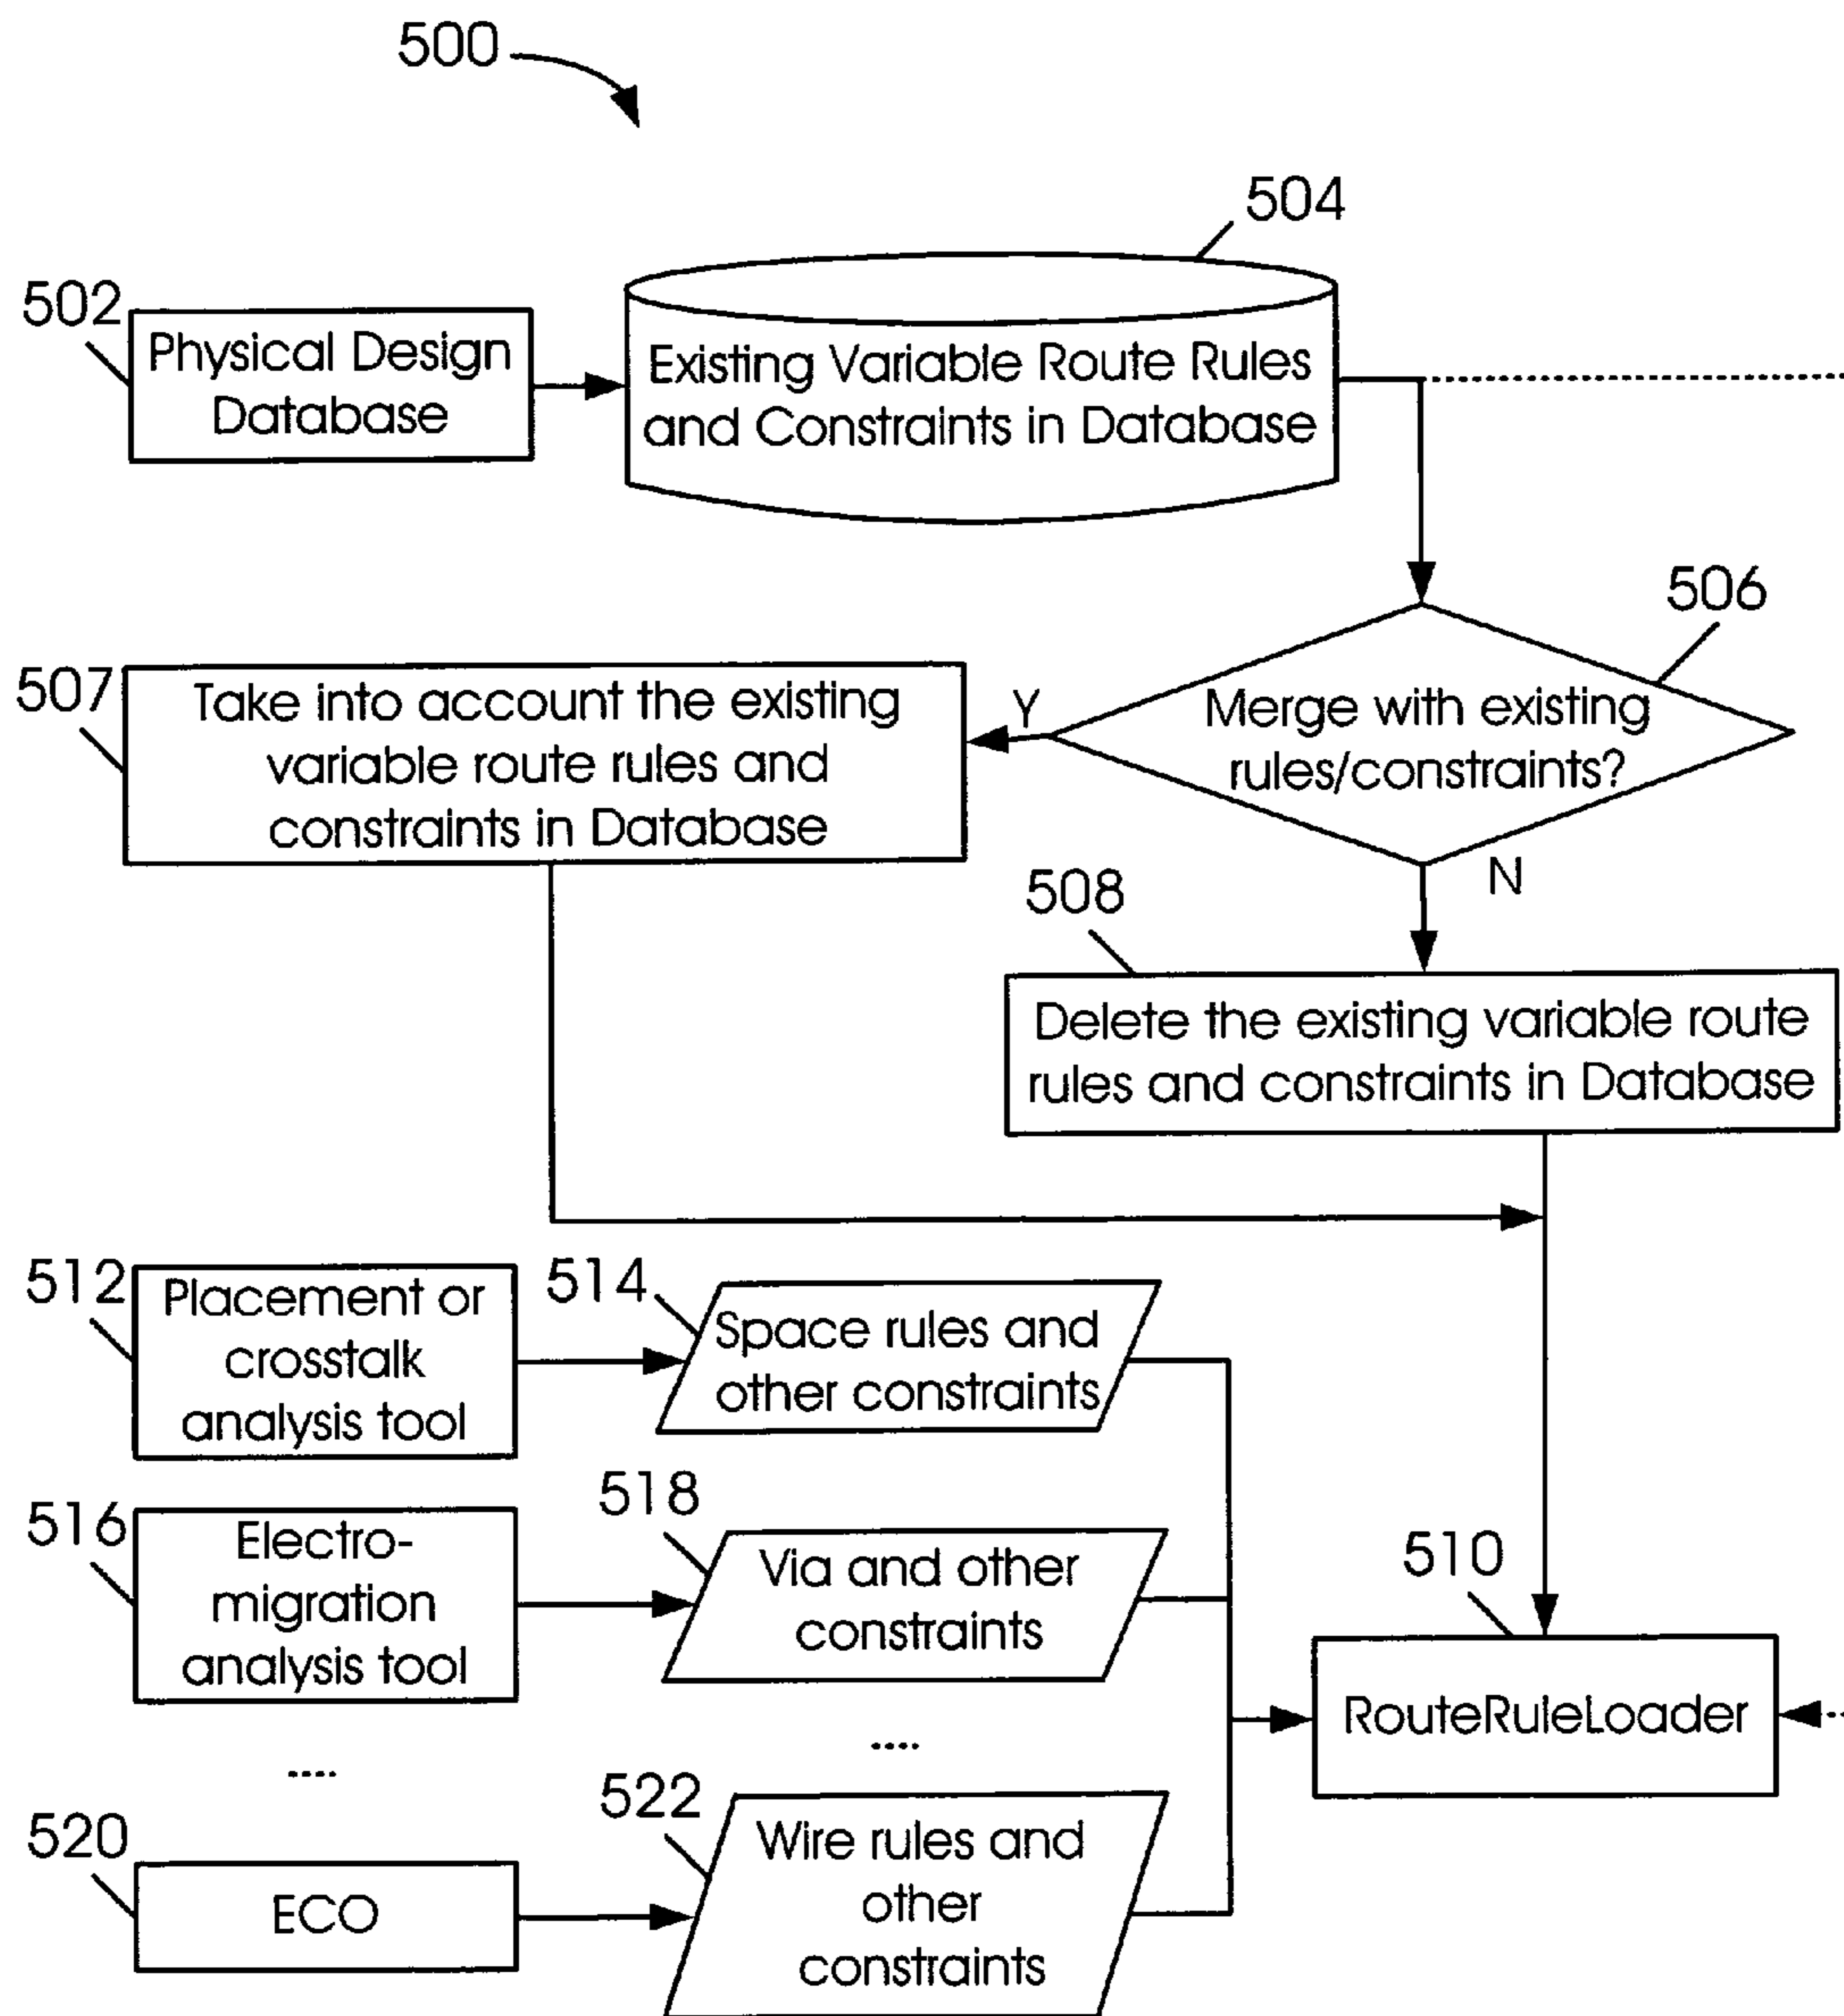 500
504
502
Physical Design
Database
Existing Variable Route Rules
and Constraints in Database
506
507
Take into account the existing
variable route rules and
constraints in Database
Y
Merge with existing
rules/constraints?
N
508
Delete the existing variable route
rules and constraints in Database
512
Placement or
crosstalk
analysis tool
514
Space rules and
other constraints
516
Electro-
migration
analysis tool
518
Via and other
constraints
510
RouteRuleLoader
....
....
520
ECO
522
Wire rules and
other
constraints